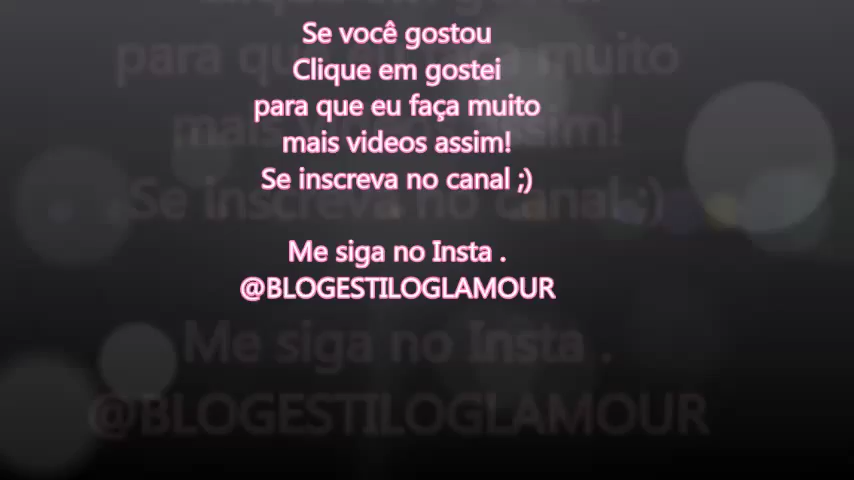 Se você gostou
Clique em gostei
para que eu faça muito
mais videos assim!
Se inscreva no canal ;)
Me siga no Insta .
@BLOGESTILOGLAMOUR